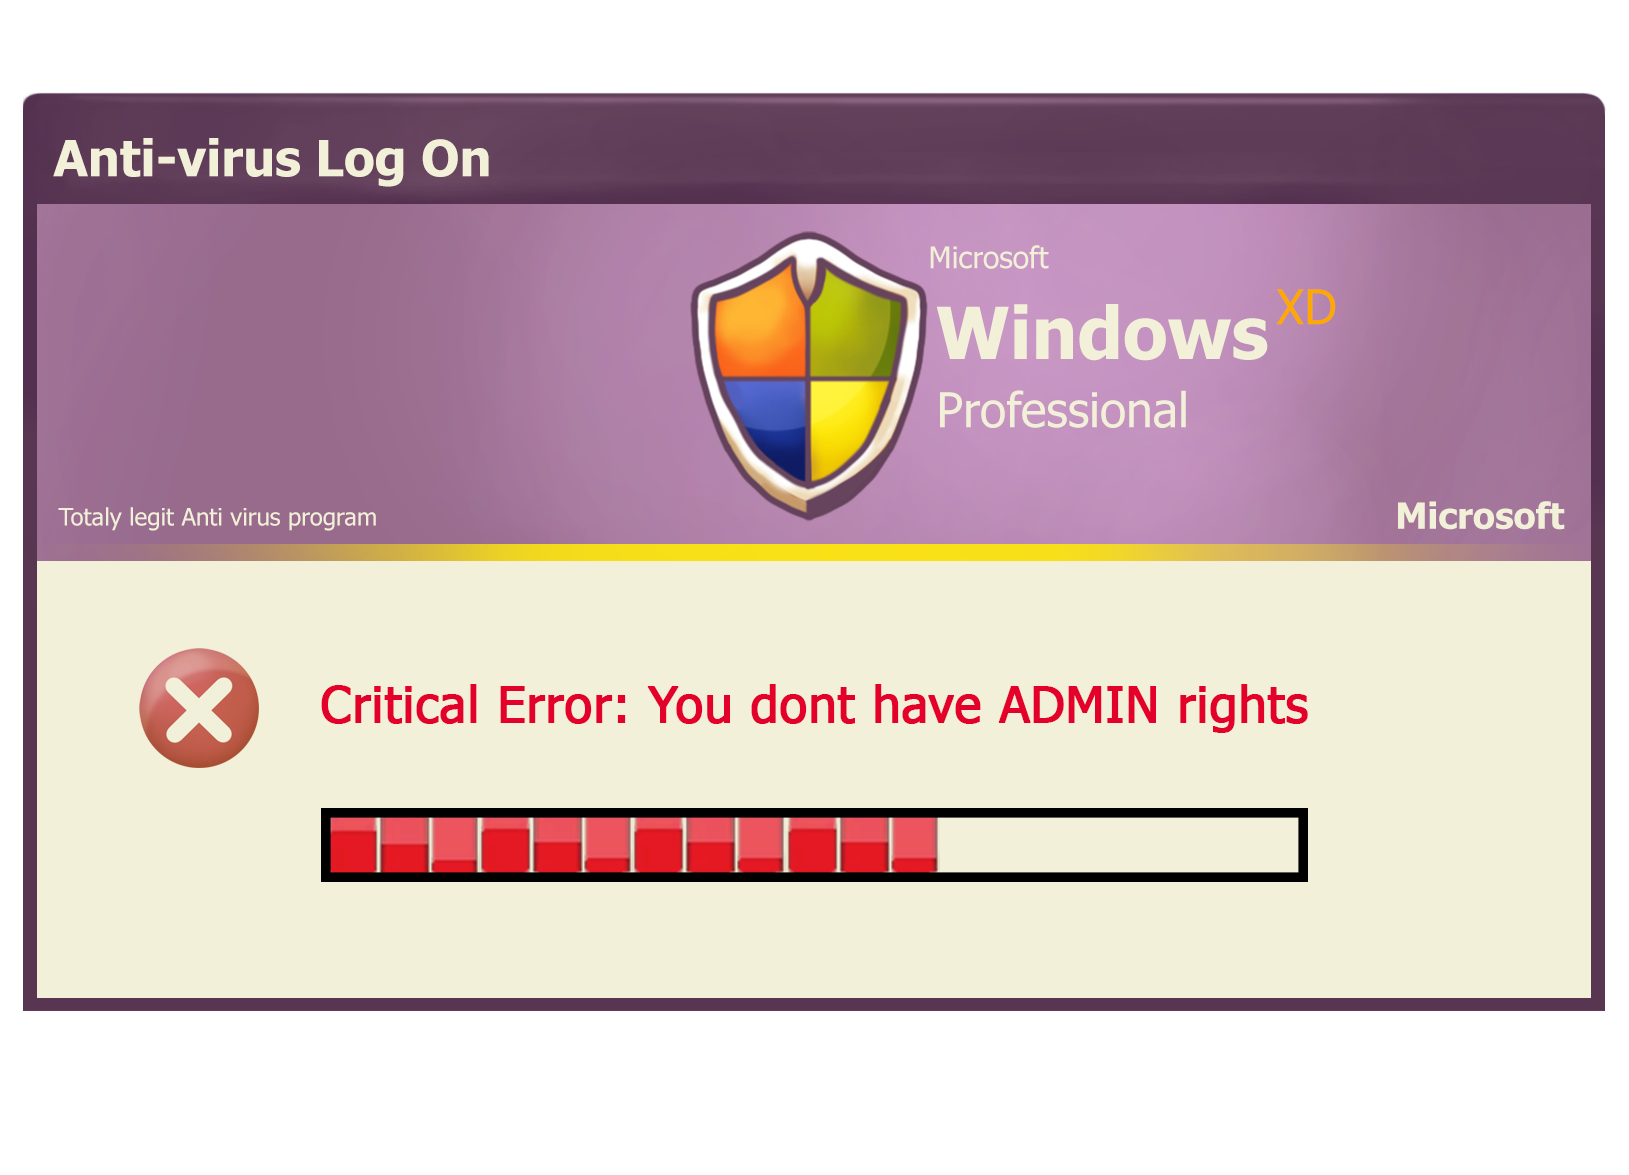 Anti-virus Log On
Microsoft
Windows XD
Professional
Totaly legit Anti virus program
Microsoft
Critical Error: You dont have ADMIN rights